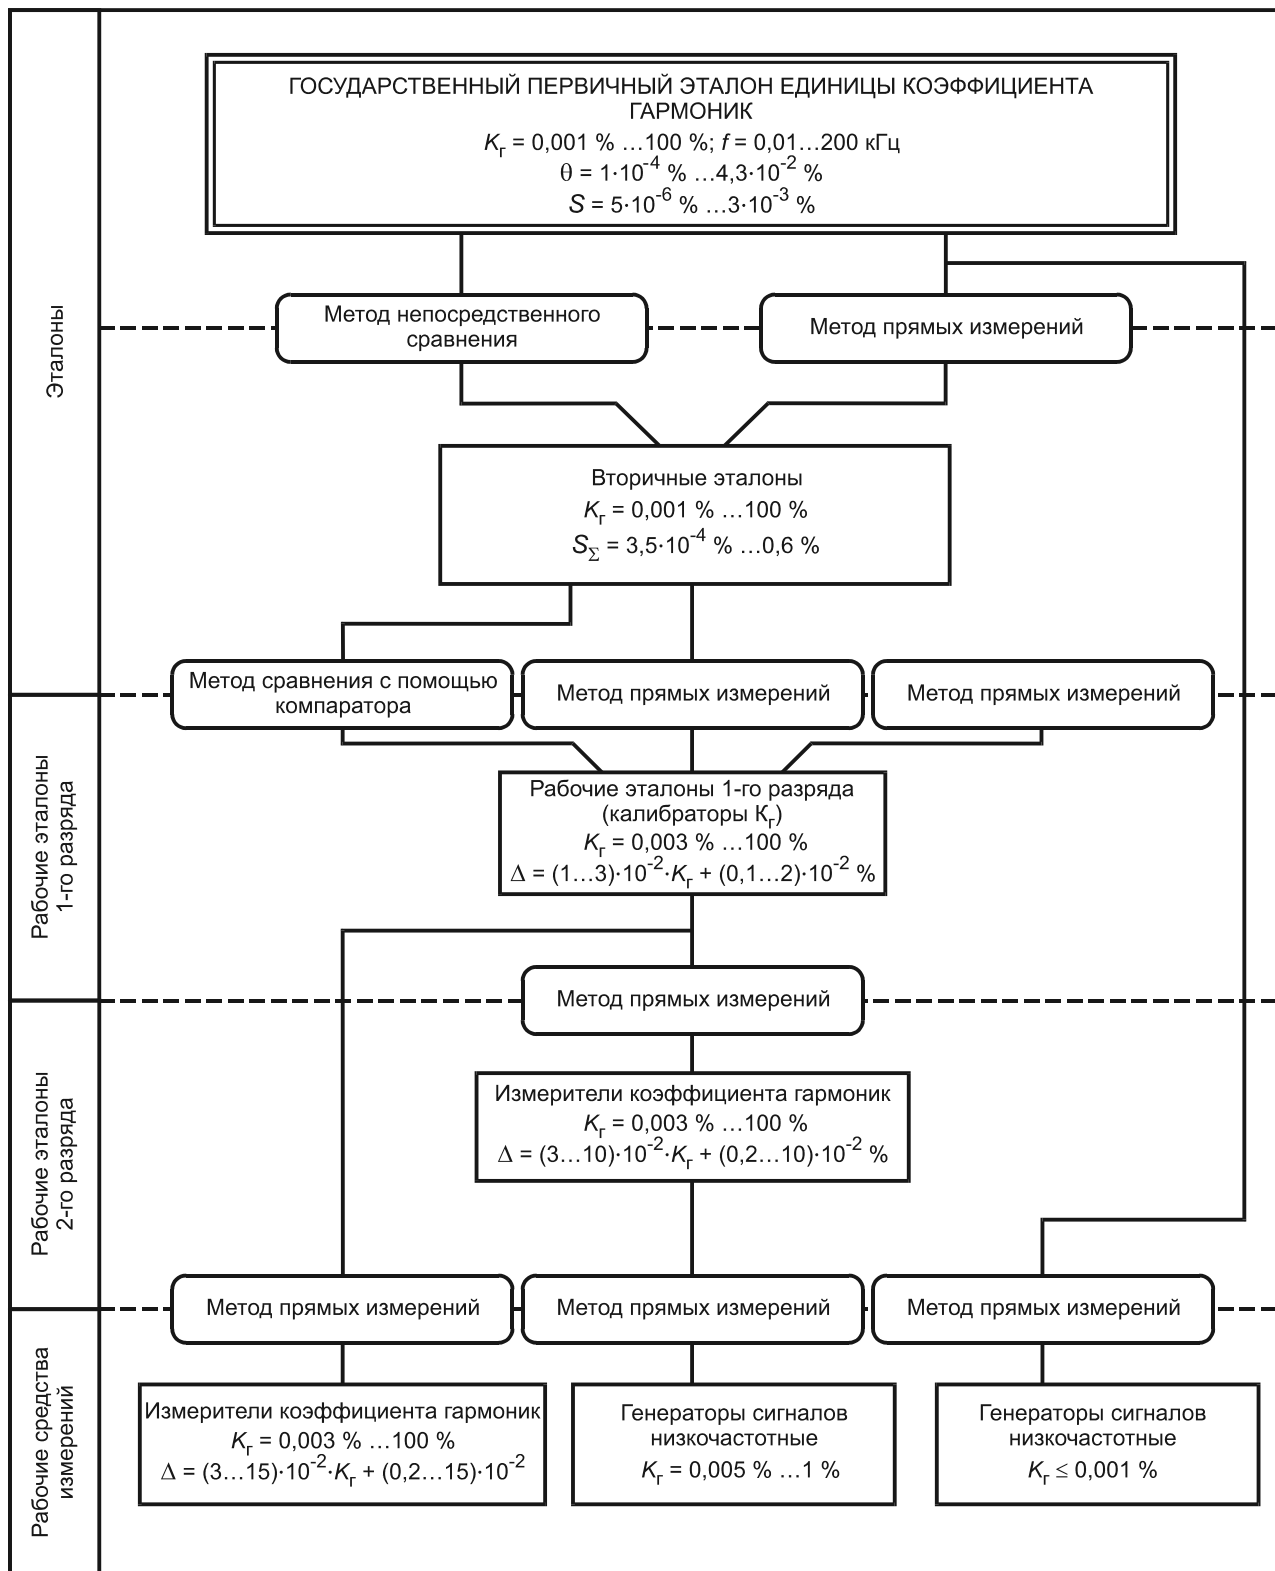 ГОСУДАРСТВЕННЫЙ ПЕРВИЧНЫЙ ЭТАЛОН ЕДИНИЦЫ КОЭФФИЦИЕНТА
ГАРМОНИК
Kг = 0,001 % …100 %; f = 0,01…200 кГц
θ = 1·10⁻⁴ % …4,3·10⁻² %
S = 5·10⁻⁶ % …3·10⁻³ %
Эталоны
Метод непосредственного
сравнения
Метод прямых измерений
Вторичные эталоны
Kг = 0,001 % …100 %
S_Σ = 3,5·10⁻⁴ % …0,6 %
Метод сравнения с помощью
компаратора
Метод прямых измерений
Метод прямых измерений
Рабочие эталоны
1-го разряда
Рабочие эталоны 1-го разряда
(калибраторы Кг)
Kг = 0,003 % …100 %
Δ = (1…3)·10⁻²·Kг + (0,1…2)·10⁻² %
Метод прямых измерений
Рабочие эталоны
2-го разряда
Измерители коэффициента гармоник
Kг = 0,003 % …100 %
Δ = (3…10)·10⁻²·Kг + (0,2…10)·10⁻² %
Метод прямых измерений
Метод прямых измерений
Метод прямых измерений
Рабочие средства
измерений
Измерители коэффициента гармоник
Kг = 0,003 % …100 %
Δ = (3…15)·10⁻²·Kг + (0,2…15)·10⁻²
Генераторы сигналов
низкочастотные
Kг = 0,005 % …1 %
Генераторы сигналов
низкочастотные
Kг ≤ 0,001 %